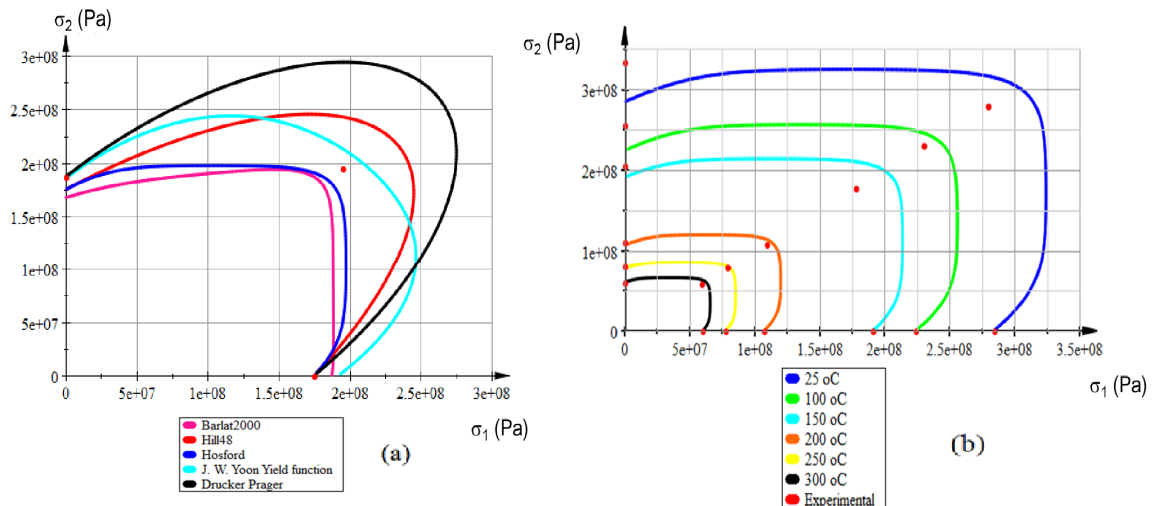 σ2 (Pa)
3e+08
2.5e+08
2e+08
1.5e+08
1e+08
5e+07
0
0 5e+07 1e+08 1.5e+08 2e+08 2.5e+08 3e+08
σ1 (Pa)
Barlat2000
Hill48
Hosford
J. W. Yoon Yield function
Drucker Prager
(a)
σ2 (Pa)
3e+08
2e+08
1e+08
0
0 5e+07 1e+08 1.5e+08 2e+08 2.5e+08 3e+08 3.5e+08
σ1 (Pa)
25 oC
100 oC
150 oC
200 oC
250 oC
300 oC
Experimental
(b)